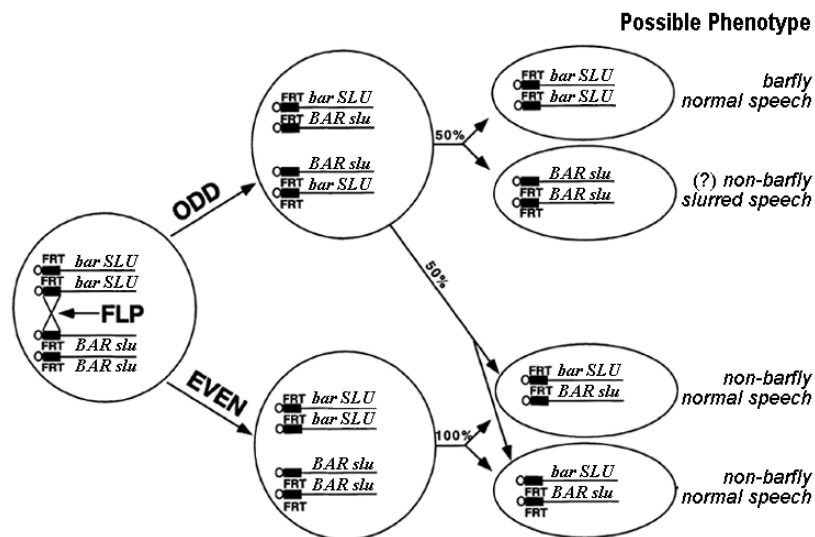 Possible Phenotype
FRT bar SLU
FRT BAR slu
BAR slu
FRT bar SLU
FRT
ODD
50%
FRT bar SLU
FRT bar SLU
barfly
normal speech
BAR slu
FRT BAR slu
FRT
(?) non-barfly
slurred speech
FRT bar SLU
FRT bar SLU
FLP
FRT BAR slu
FRT BAR slu
50%
EVEN
FRT bar SLU
FRT bar SLU
BAR slu
FRT BAR slu
FRT
100%
FRT bar SLU
FRT BAR slu
non-barfly
normal speech
bar SLU
FRT BAR slu
FRT
non-barfly
normal speech